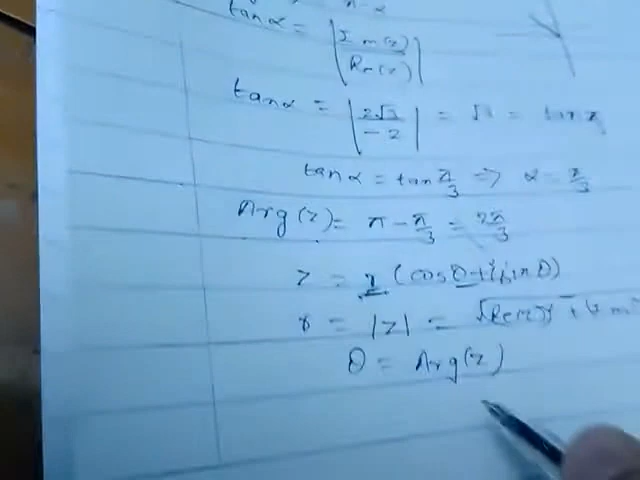 tanα = |Im(z)/Re(z)|
tanα = |2√3/-2| = √3 = tan π/3
tanα = tan π/3 => α = π/3
Arg(z) = π - π/3 = 2π/3
z = r (cosθ + i sinθ)
r = |z| = √Re(z)² + (Im
θ = Arg(z)